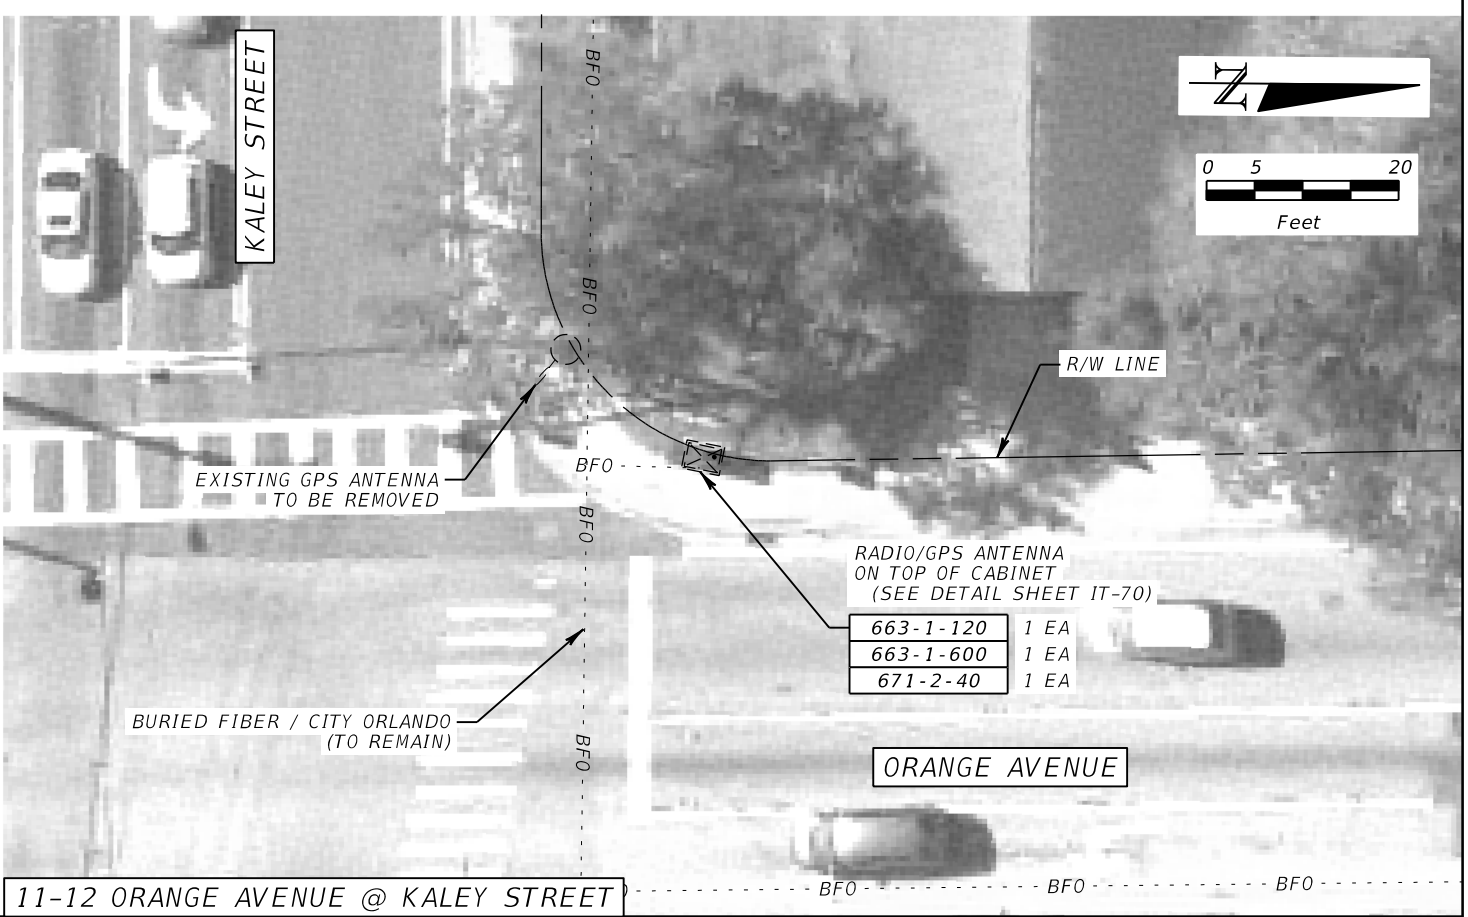 KALEY STREET
BFO
N
0 5 20
Feet
BFO
R/W LINE
EXISTING GPS ANTENNA
TO BE REMOVED
BFO
BFO
RADIO/GPS ANTENNA
ON TOP OF CABINET
(SEE DETAIL SHEET IT-70)
663-1-120 1 EA
663-1-600 1 EA
671-2-40 1 EA
BURIED FIBER / CITY ORLANDO
(TO REMAIN)
BFO
ORANGE AVENUE
11-12 ORANGE AVENUE @ KALEY STREET
BFO BFO BFO